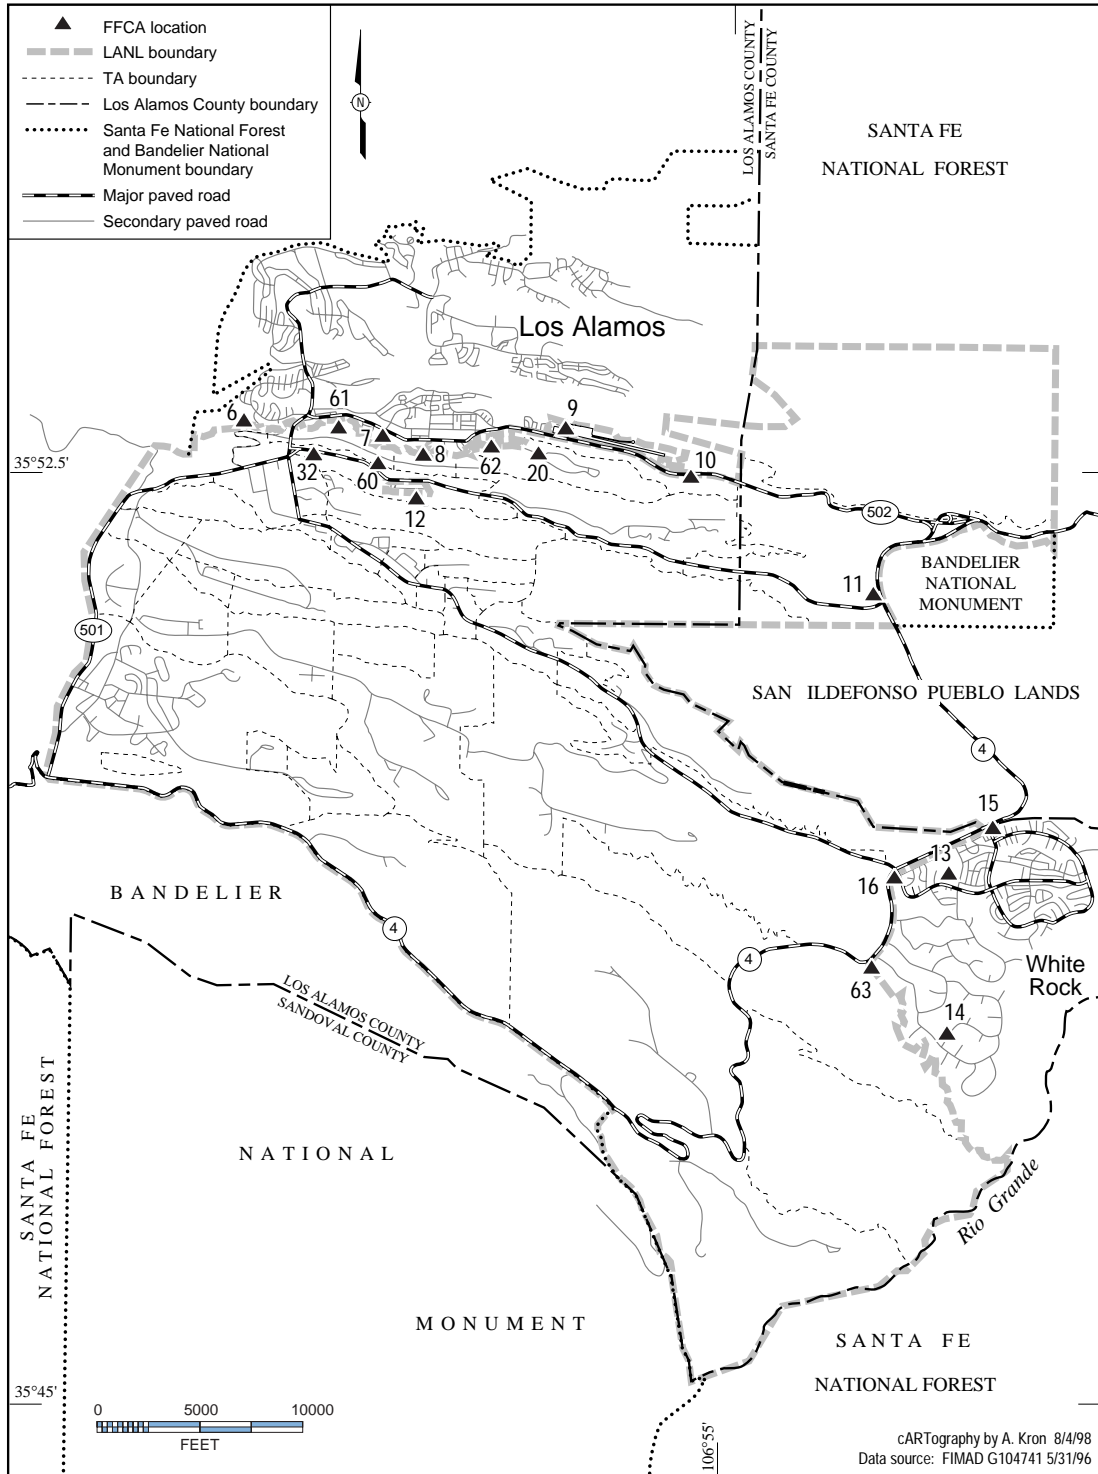 FFCA location
LANL boundary
TA boundary
Los Alamos County boundary
Santa Fe National Forest
and Bandelier National
Monument boundary
Major paved road
Secondary paved road
N
LOS ALAMOS COUNTY
SANTA FE COUNTY
SANTA FE
NATIONAL FOREST
Los Alamos
6
61
7
8
9
62
20
10
32
60
12
35°52.5'
502
11
BANDELIER
NATIONAL
MONUMENT
501
SAN ILDEFONSO PUEBLO LANDS
4
15
13
16
BANDELIER
4
4
63
White
Rock
14
LOS ALAMOS COUNTY
SANDOVAL COUNTY
SANTA FE
NATIONAL FOREST
NATIONAL
Rio Grande
MONUMENT
SANTA FE
NATIONAL FOREST
35°45'
0 5000 10000
FEET
106°55'
cARTography by A. Kron 8/4/98
Data source: FIMAD G104741 5/31/96